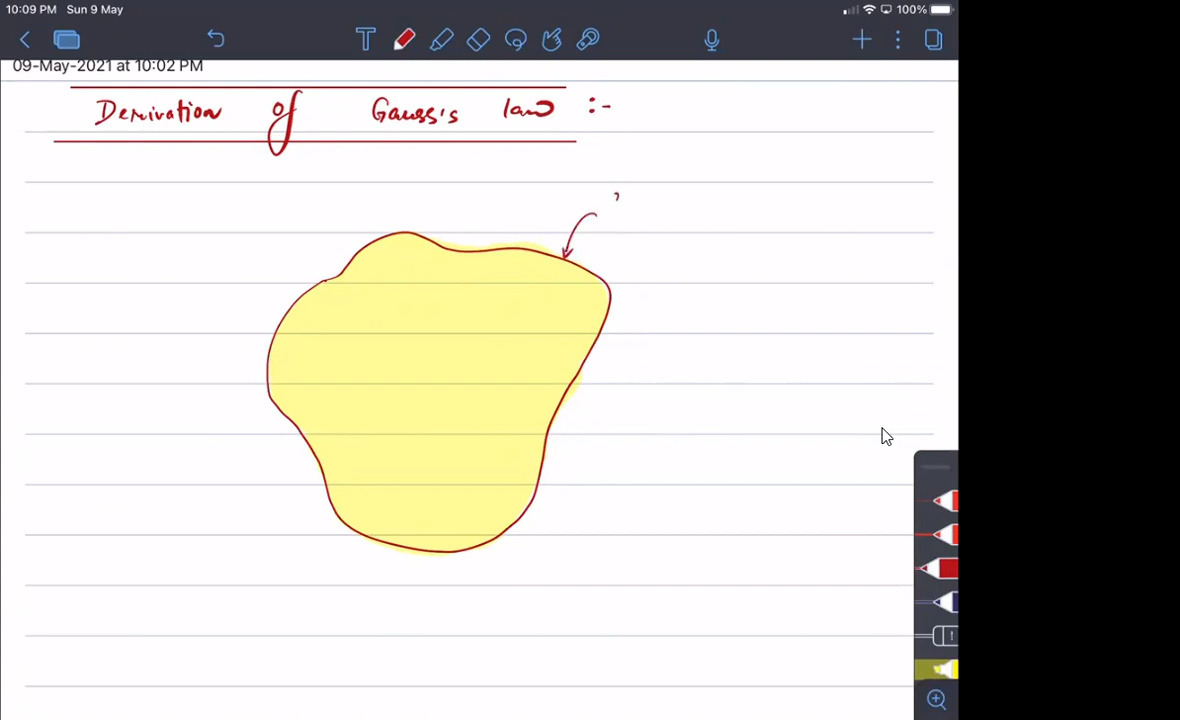 10:09 PM Sun 9 May 100%
T
09-May-2021 at 10:02 PM
Derivation of Gauss's law :-